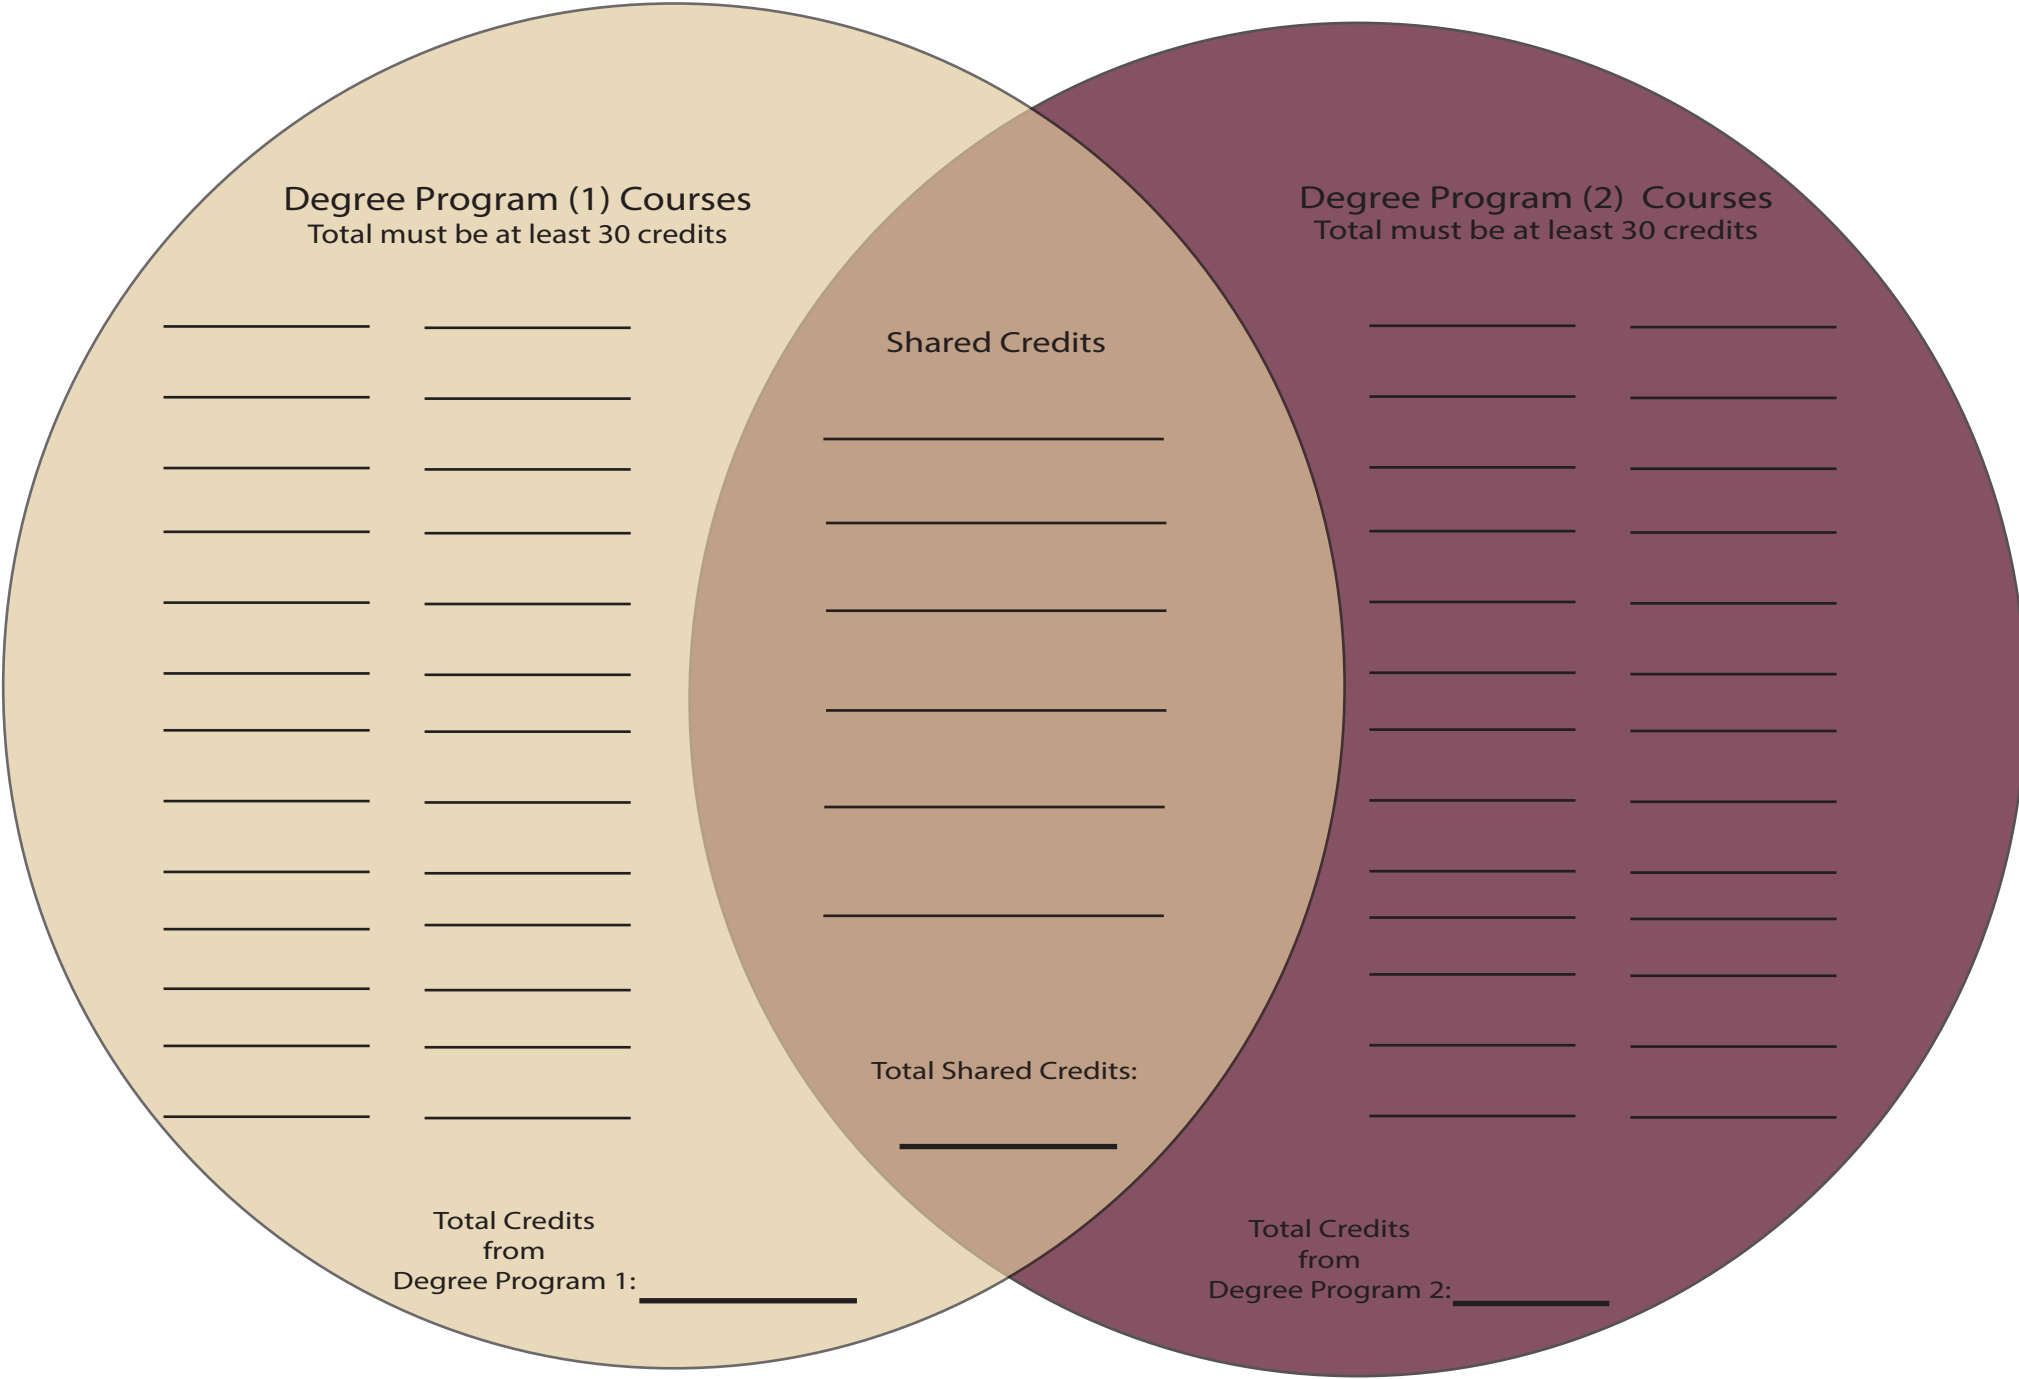 Degree Program (1) Courses
Total must be at least 30 credits
Degree Program (2) Courses
Total must be at least 30 credits
Shared Credits
Total Shared Credits:
Total Credits
from
Degree Program 1:
Total Credits
from
Degree Program 2: